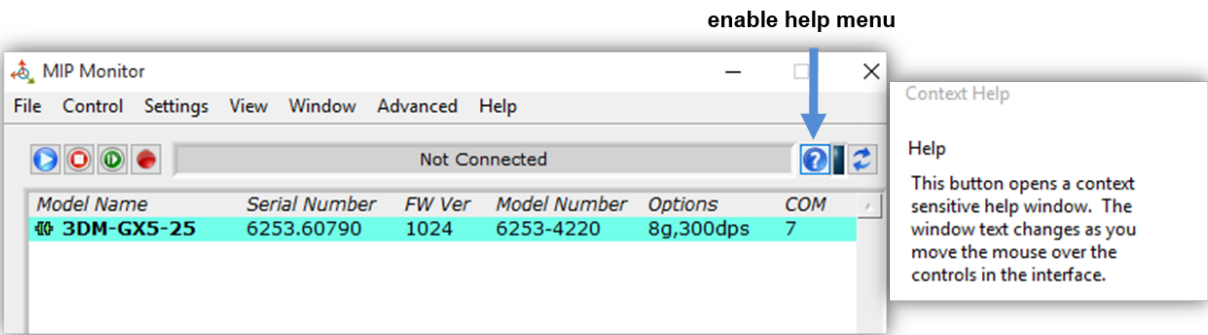 enable help menu
MIP Monitor
File Control Settings View Window Advanced Help
Not Connected
Model Name Serial Number FW Ver Model Number Options COM
3DM-GX5-25 6253.60790 1024 6253-4220 8g,300dps 7
Context Help
Help
This button opens a context
sensitive help window. The
window text changes as you
move the mouse over the
controls in the interface.